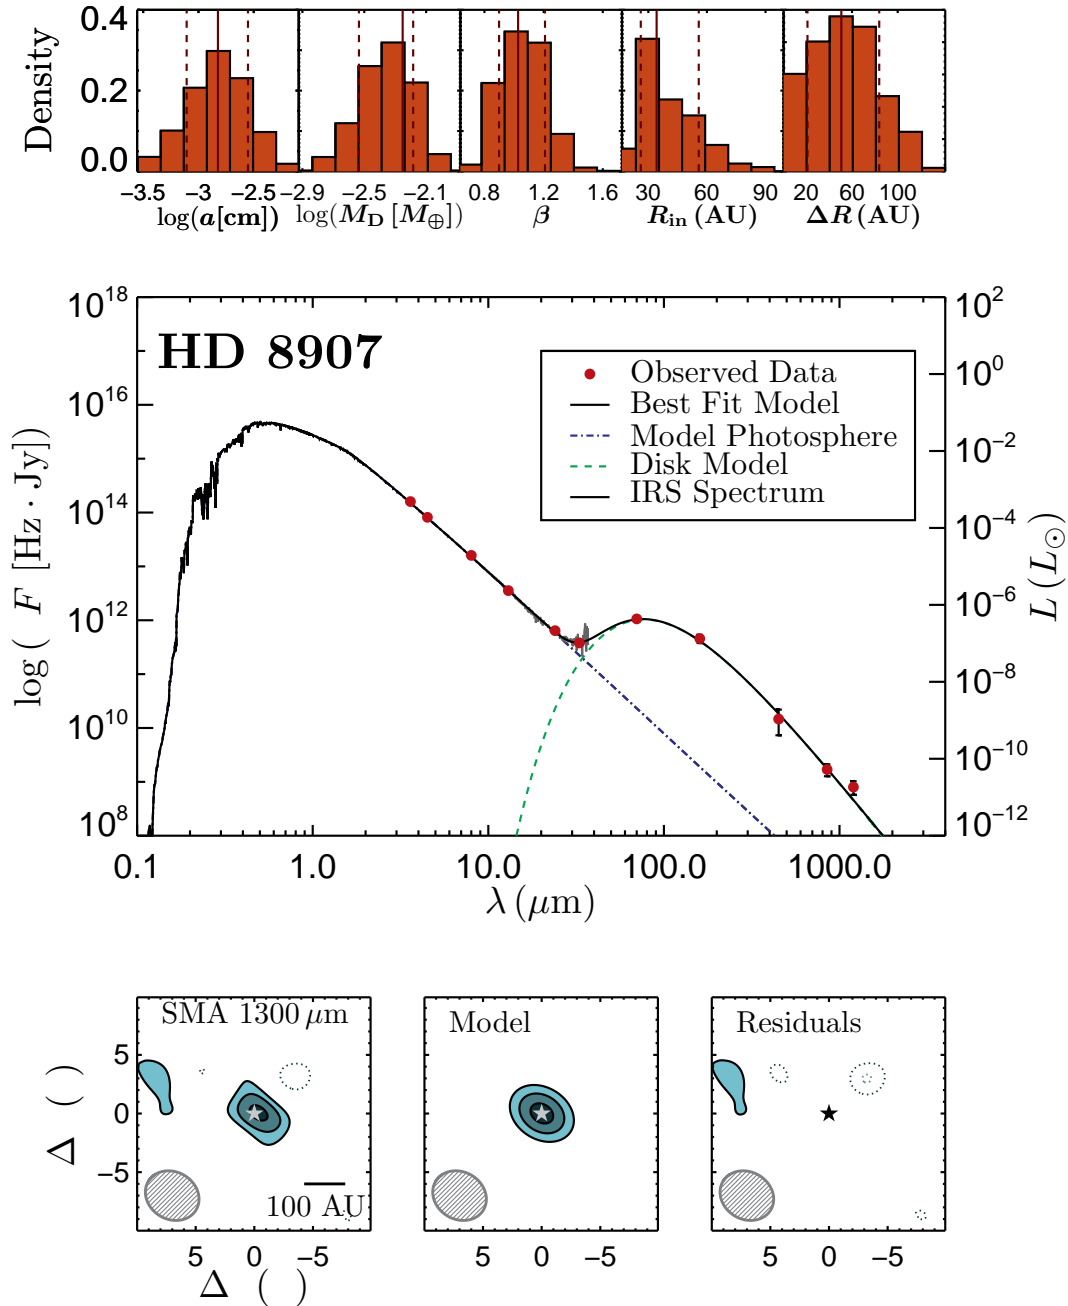 Density
0.4
0.2
0.0
−3.5 −3 −2.5 −2.9 −2.5 −2.1 0.8 1.2 1.6 30 60 90 20 60 100
log(a[cm]) log(M_D [M_⊕]) β R_in (AU) ΔR (AU)
HD 8907
Observed Data
Best Fit Model
Model Photosphere
Disk Model
IRS Spectrum
log( F [Hz · Jy])
10^18
10^16
10^14
10^12
10^10
10^8
10^2
10^0
10^−2
10^−4
10^−6
10^−8
10^−10
10^−12
L (L_⊙)
0.1 1.0 10.0 100.0 1000.0
λ (μm)
SMA 1300 μm
Model
Residuals
100 AU
Δ ( )
5
0
−5
5 0 −5 5 0 −5 5 0 −5
Δ ( )